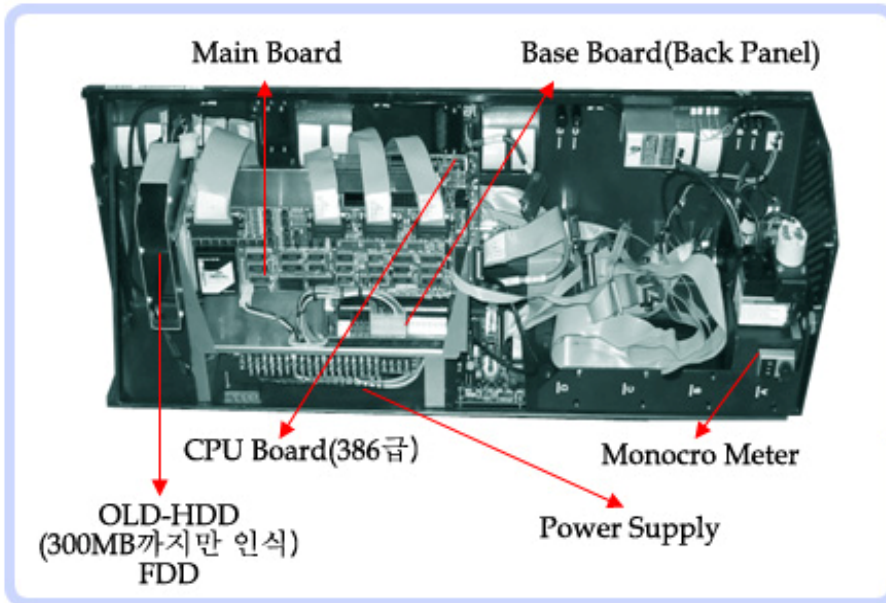 Main Board
Base Board(Back Panel)
CPU Board(386급)
Monocro Meter
OLD-HDD
(300MB까지만 인식)
FDD
Power Supply